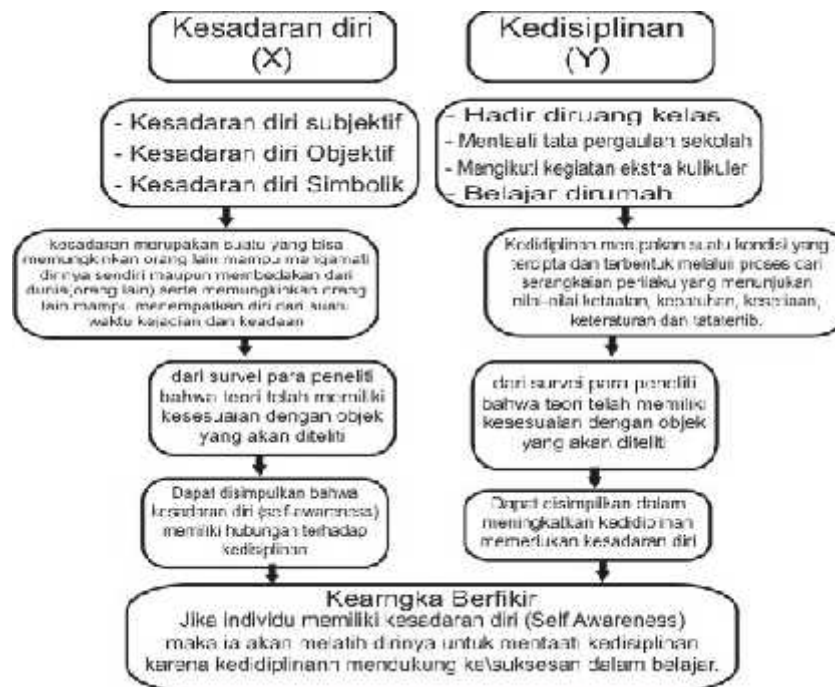 Kesadaran diri
(X)
Kedisiplinan
(Y)
- Kesadaran diri subjektif
- Kesadaran diri Objektif
- Kesadaran diri Simbolik
- Hadir diruang kelas
- Mentaati tata pergaulan sekolah
- Mangikuti kegiatan ekstra kulikuler
- Belajar dirumah
kesadaran merupakan suatu yang bisa
memungkinkan orang lain mampu mengamati
dirinya sendiri maupun membedakan dari
dunia(orang lain) serta memungkinkan orang
lain mampu menempatkan diri dari suatu
waktu kejadian dan keadaan
Kedidiplinan merupakan suatu kondisi yang
tercipta dan terbentuk melalui proses dari
serangkaian perilaku yang menunjukan
nilai-nilai ketaatan, kepatuhan, kesetiaan,
keteraturan dan tatatertib.
dari survei para peneliti
bahwa teori telah memiliki
kesesuaian dengan objek
yang akan diteliti
dari survei para peneliti
bahwa teori telah memiliki
kesesuaian dengan objek
yang akan diteliti
Dapat disimpulkan bahwa
kesadaran diri (self-awareness)
memiliki hubungan terhadap
kedisiplinan
Dapat disimpilkan dalam
meningkatkan kedidiplinan
memerlukan kesadaran diri
Kearngka Berfikir
Jika individu memiliki kesadaran diri (Self Awareness)
maka ia akan melatih dirinya untuk mentaati kedisiplinan
karena kedidiplinann mendukung ke\suksesan dalam belajar.